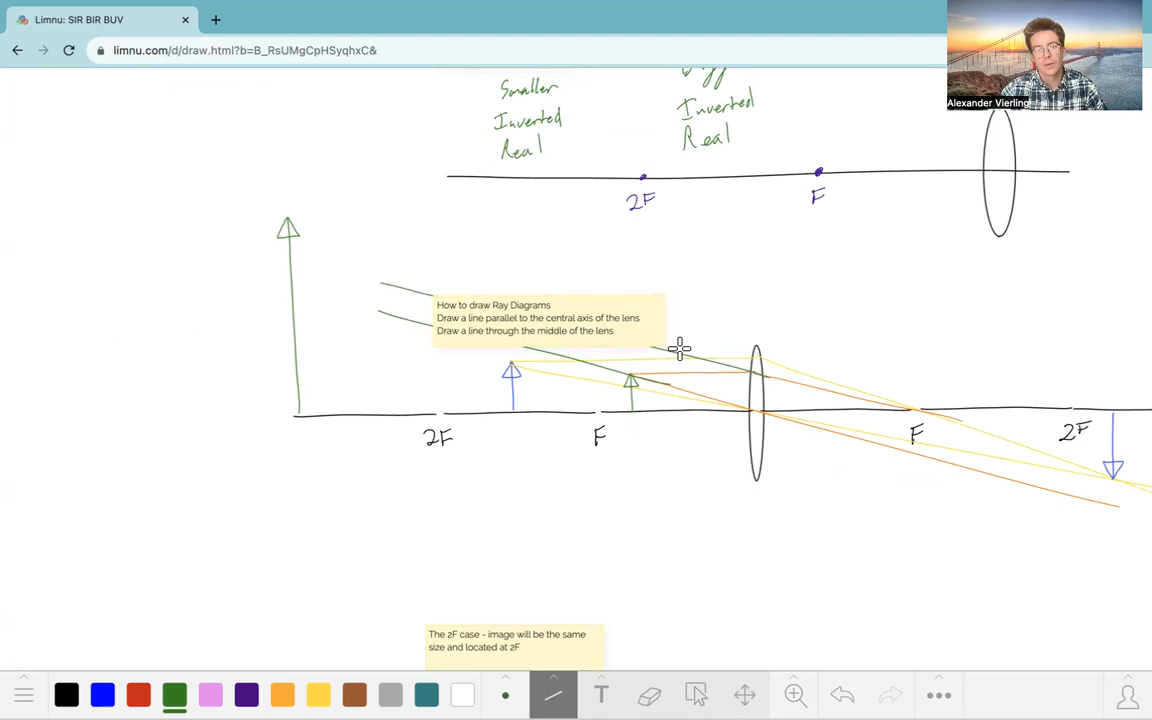 Limnu: SIR BIR BUV
limnu.com/d/draw.html?b=B_RsUMgCpHSyqhxC&
Alexander Vierling
Smaller
Inverted
Real
Inverted
Real
2F
F
How to draw Ray Diagrams
Draw a line parallel to the central axis of the lens
Draw a line through the middle of the lens
2F
F
F
2F
The 2F case - image will be the same
size and located at 2F
T